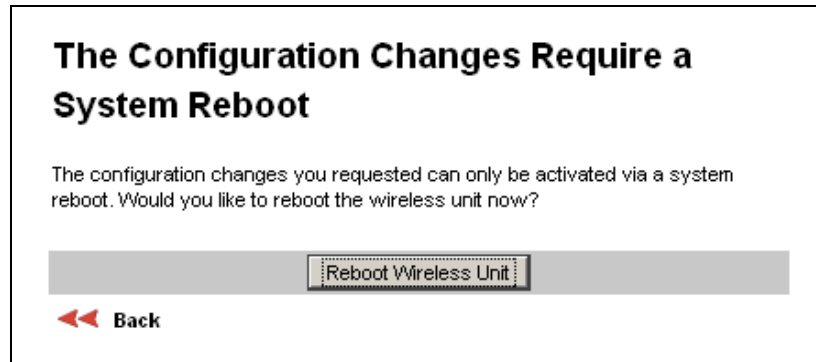 The Configuration Changes Require a
System Reboot
The configuration changes you requested can only be activated via a system
reboot. Would you like to reboot the wireless unit now?
Reboot Wireless Unit
Back